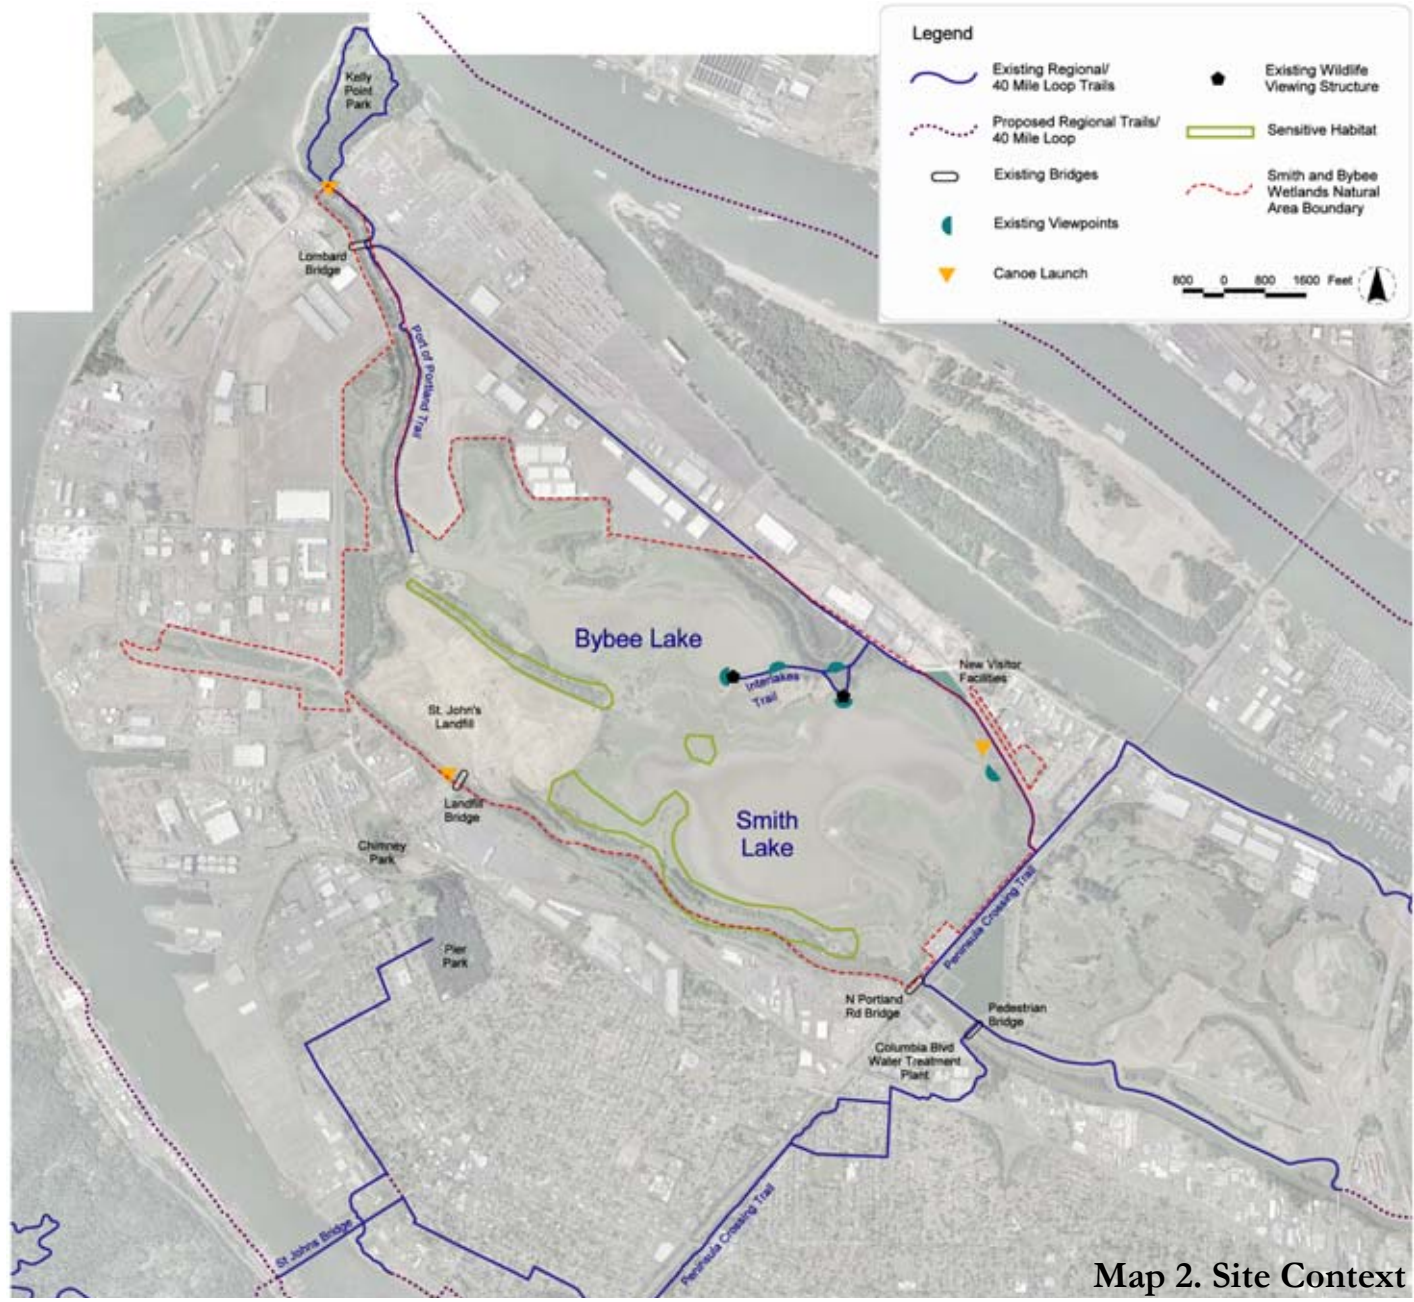 Legend
Existing Regional/
40 Mile Loop Trails
Proposed Regional Trails/
40 Mile Loop
Existing Bridges
Existing Viewpoints
Canoe Launch
Existing Wildlife
Viewing Structure
Sensitive Habitat
Smith and Bybee
Wetlands Natural
Area Boundary
800 0 800 1600 Feet
Kelly
Point
Park
Lombard
Bridge
Port of Portland Trail
Bybee Lake
Interlakes
Trail
New Visitor
Facilities
St. John's
Landfill
Landfill
Bridge
Chimney
Park
Smith
Lake
Peninsula Crossing Trail
Pier
Park
N Portland
Rd Bridge
Pedestrian
Bridge
Columbia Blvd
Water Treatment
Plant
St Johns Bridge
Peninsula Crossing Trail
Map 2. Site Context